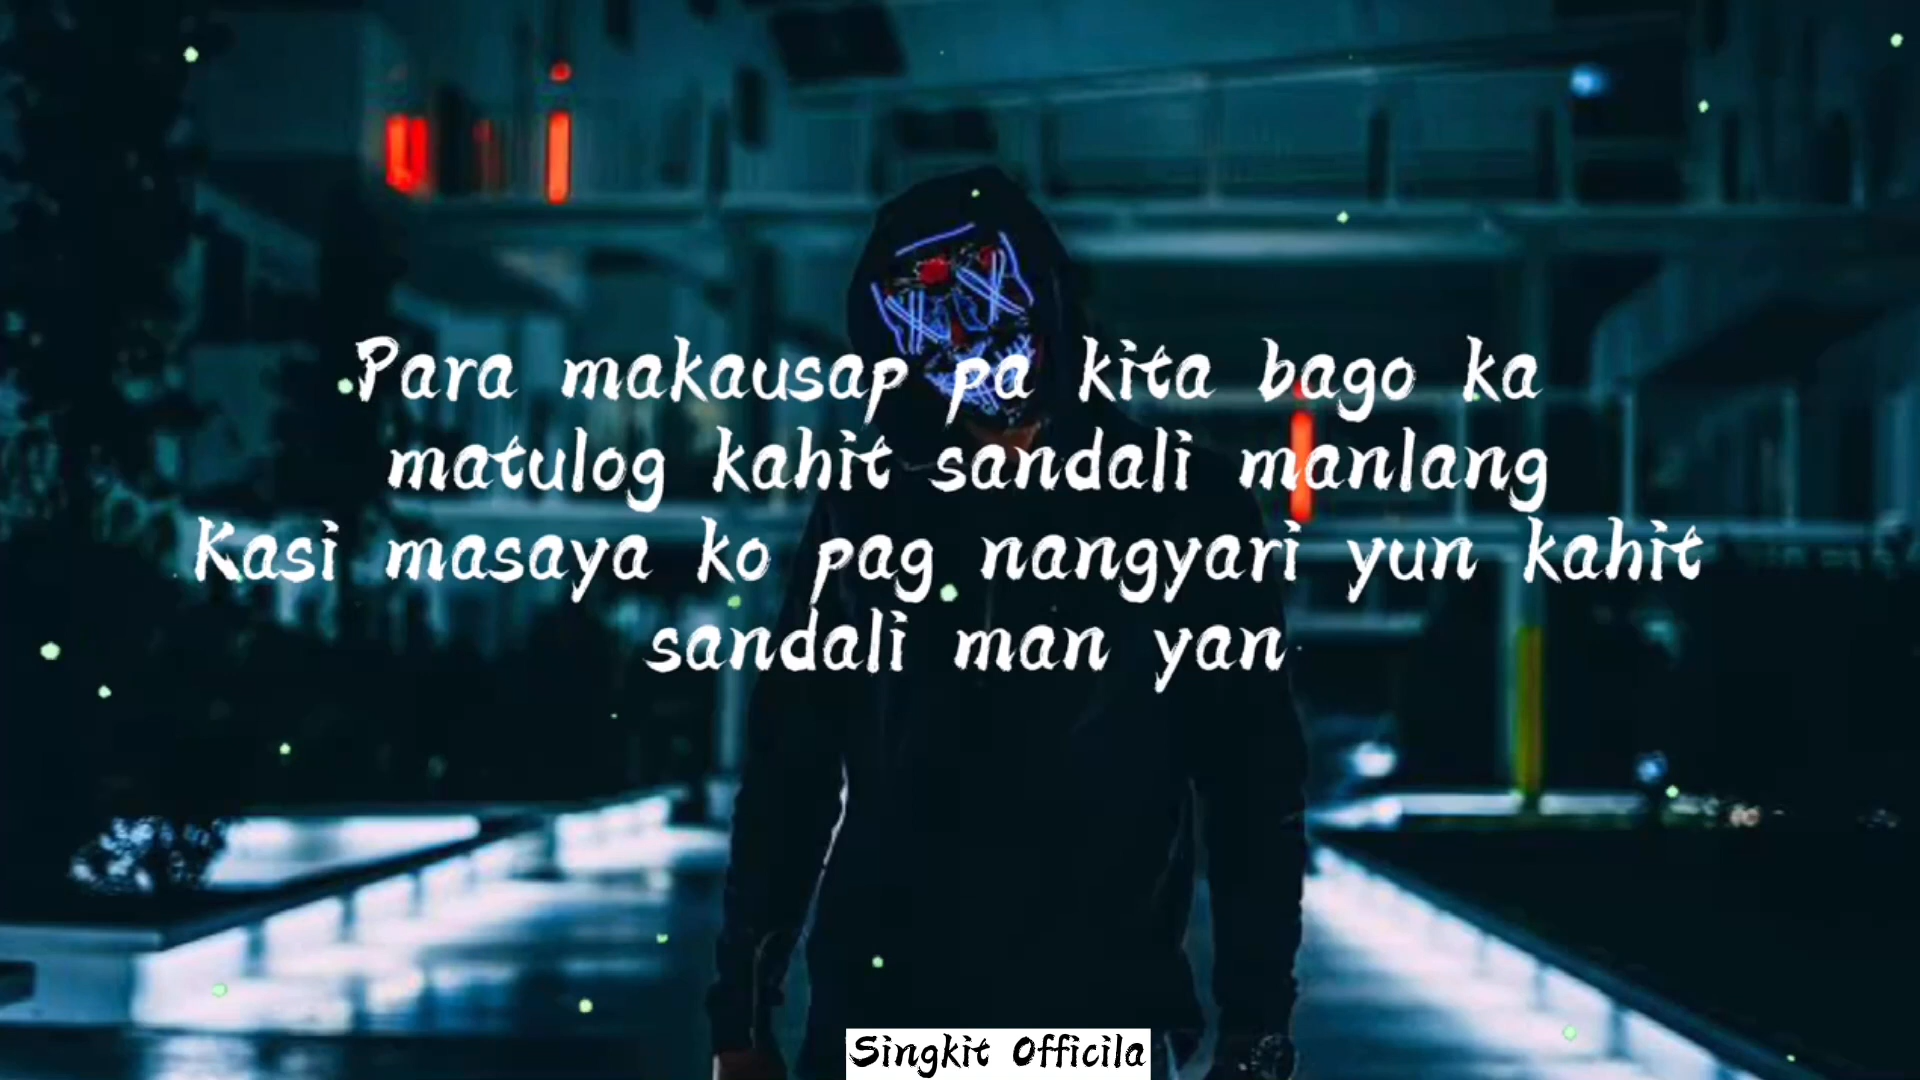 Para makausap pa kita bago ka
matulog kahit sandali manlang
Kasi masaya ko pag nangyari yun kahit
sandali man yan
Singkit Officila